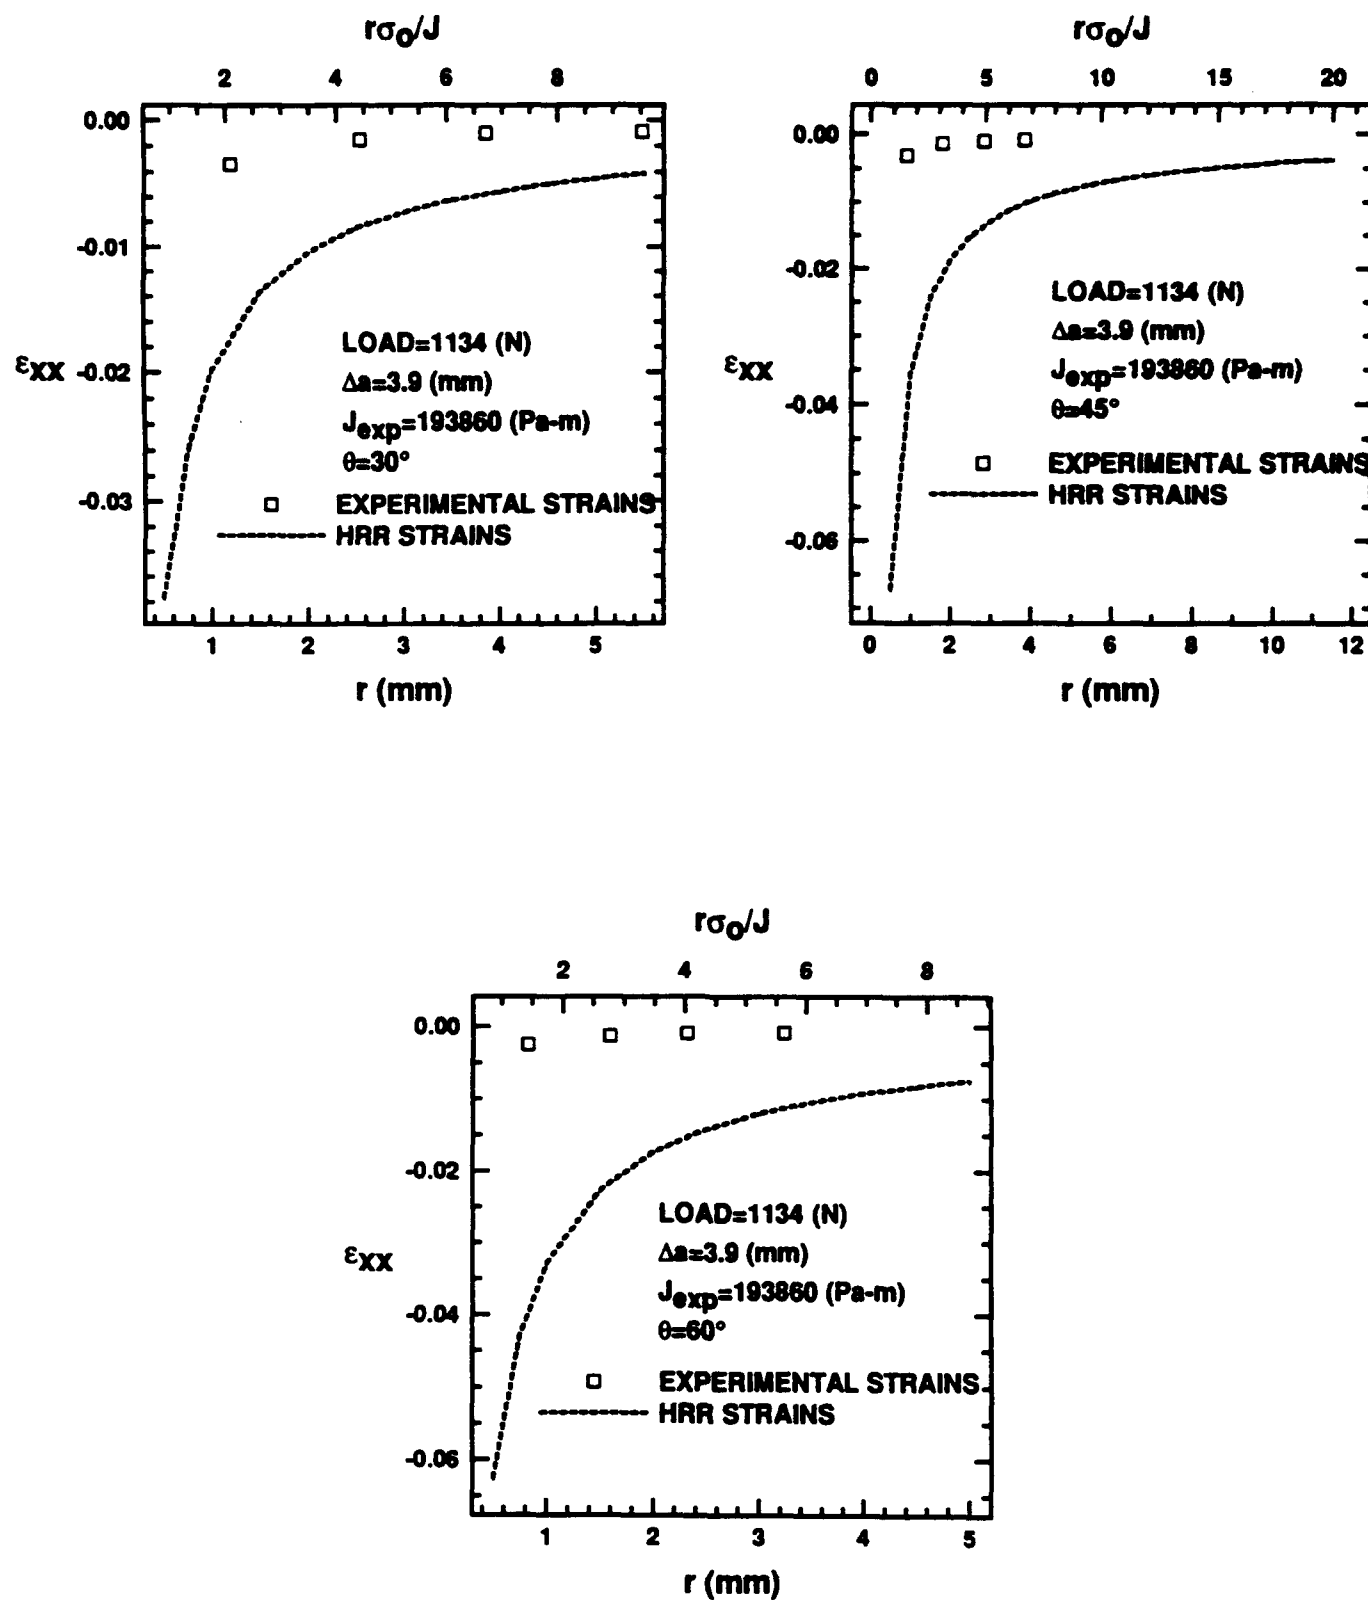 rσo/J
2 4 6 8
0.00
-0.01
-0.02
-0.03
εxx
LOAD=1134 (N)
Δa=3.9 (mm)
Jexp=193860 (Pa-m)
θ=30°
EXPERIMENTAL STRAINS
HRR STRAINS
1 2 3 4 5
r (mm)
rσo/J
0 5 10 15 20
0.00
-0.02
-0.04
-0.06
εxx
LOAD=1134 (N)
Δa=3.9 (mm)
Jexp=193860 (Pa-m)
θ=45°
EXPERIMENTAL STRAINS
HRR STRAINS
0 2 4 6 8 10 12
r (mm)
rσo/J
2 4 6 8
0.00
-0.02
-0.04
-0.06
εxx
LOAD=1134 (N)
Δa=3.9 (mm)
Jexp=193860 (Pa-m)
θ=60°
EXPERIMENTAL STRAINS
HRR STRAINS
1 2 3 4 5
r (mm)